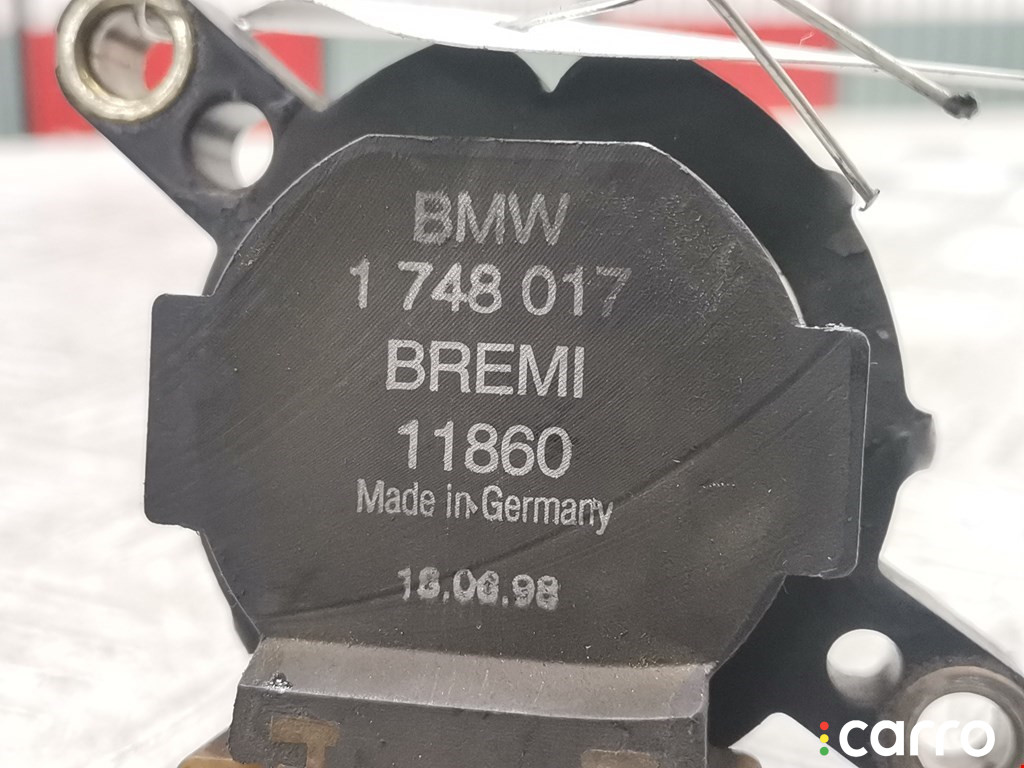 BMW
1 748 017
BREMI
11860
Made in Germany
18.06.98
carro